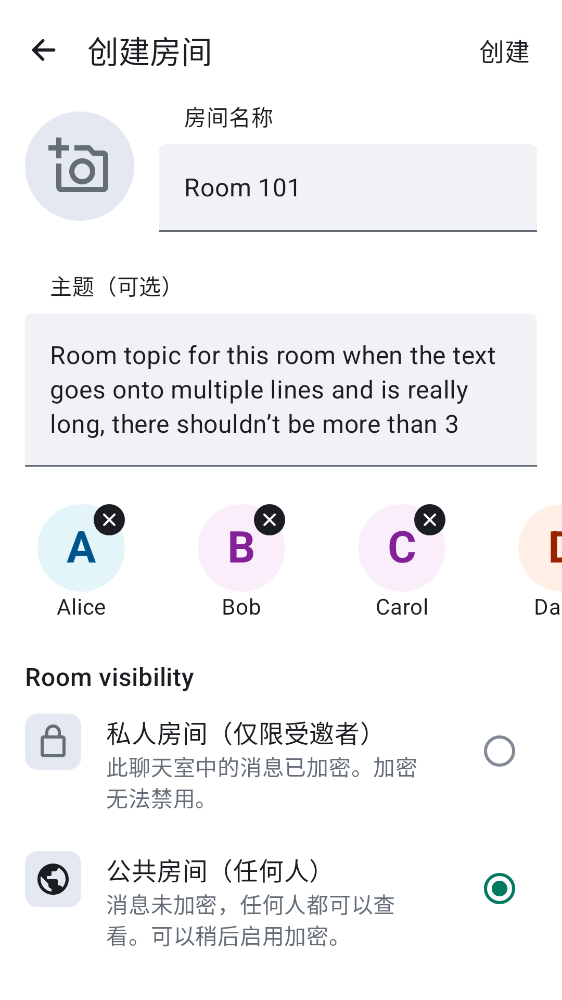 创建房间
创建
房间名称
Room 101
主题（可选）
Room topic for this room when the text
goes onto multiple lines and is really
long, there shouldn’t be more than 3
A
B
C
Alice
Bob
Carol
Da
Room visibility
私人房间（仅限受邀者）
此聊天室中的消息已加密。加密
无法禁用。
公共房间（任何人）
消息未加密，任何人都可以查
看。可以稍后启用加密。